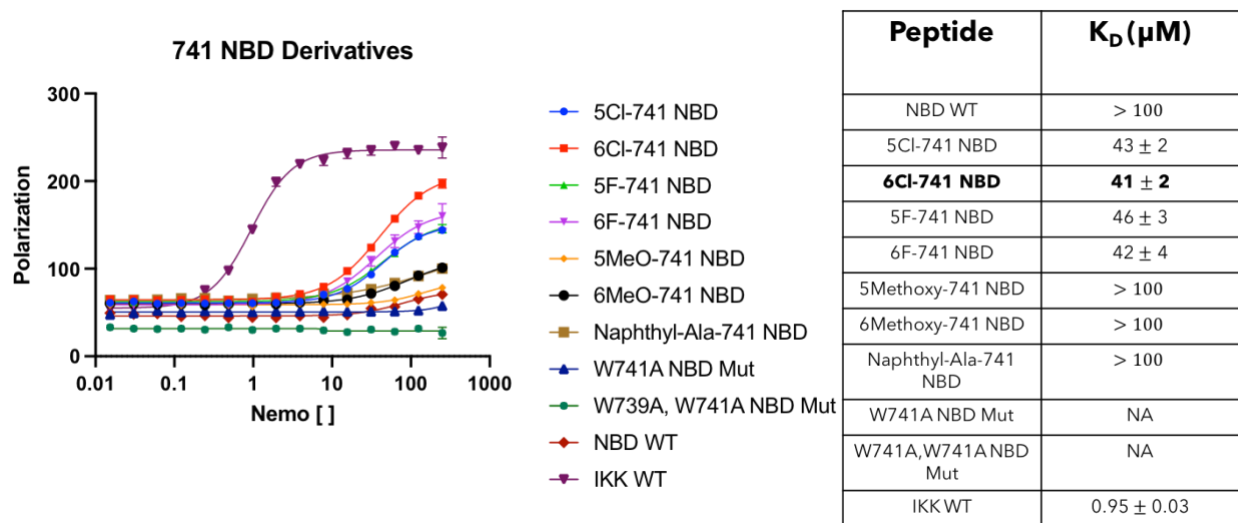 741 NBD Derivatives
Polarization
300
200
100
0
0.01 0.1 1 10 100 1000
Nemo [ ]
5Cl-741 NBD
6Cl-741 NBD
5F-741 NBD
6F-741 NBD
5MeO-741 NBD
6MeO-741 NBD
Naphthyl-Ala-741 NBD
W741A NBD Mut
W739A, W741A NBD Mut
NBD WT
IKK WT
Peptide KD (µM)
NBD WT > 100
5Cl-741 NBD 43 ± 2
6Cl-741 NBD 41 ± 2
5F-741 NBD 46 ± 3
6F-741 NBD 42 ± 4
5Methoxy-741 NBD > 100
6Methoxy-741 NBD > 100
Naphthyl-Ala-741 > 100
NBD
W741A NBD Mut NA
W741A,W741A NBD NA
Mut
IKK WT 0.95 ± 0.03